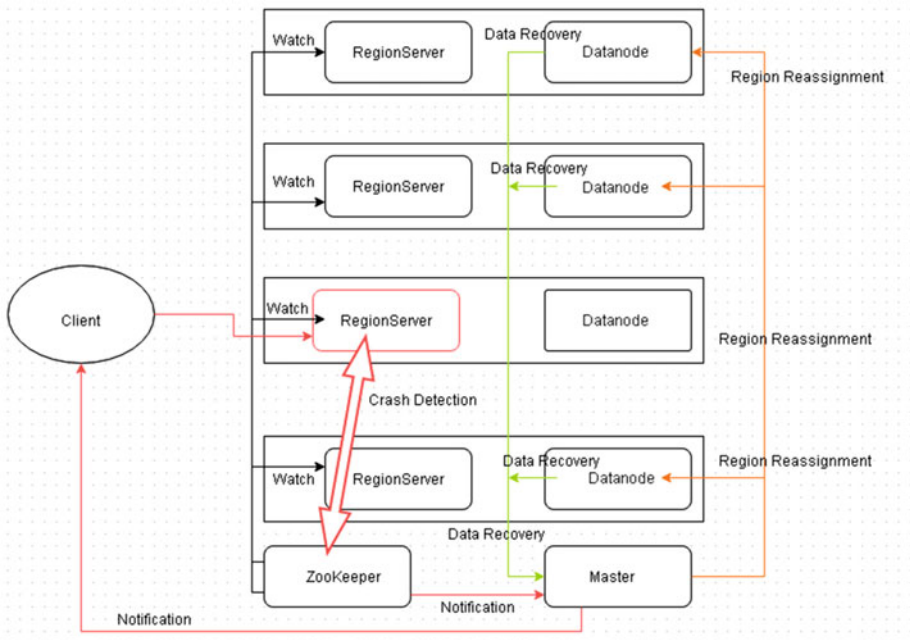 Watch
RegionServer
Data Recovery
Datanode
Region Reassignment
Watch
RegionServer
Data Recovery
Datanode
Client
Watch
RegionServer
Datanode
Region Reassignment
Crash Detection
Watch
RegionServer
Data Recovery
Datanode
Region Reassignment
Data Recovery
ZooKeeper
Master
Notification
Notification